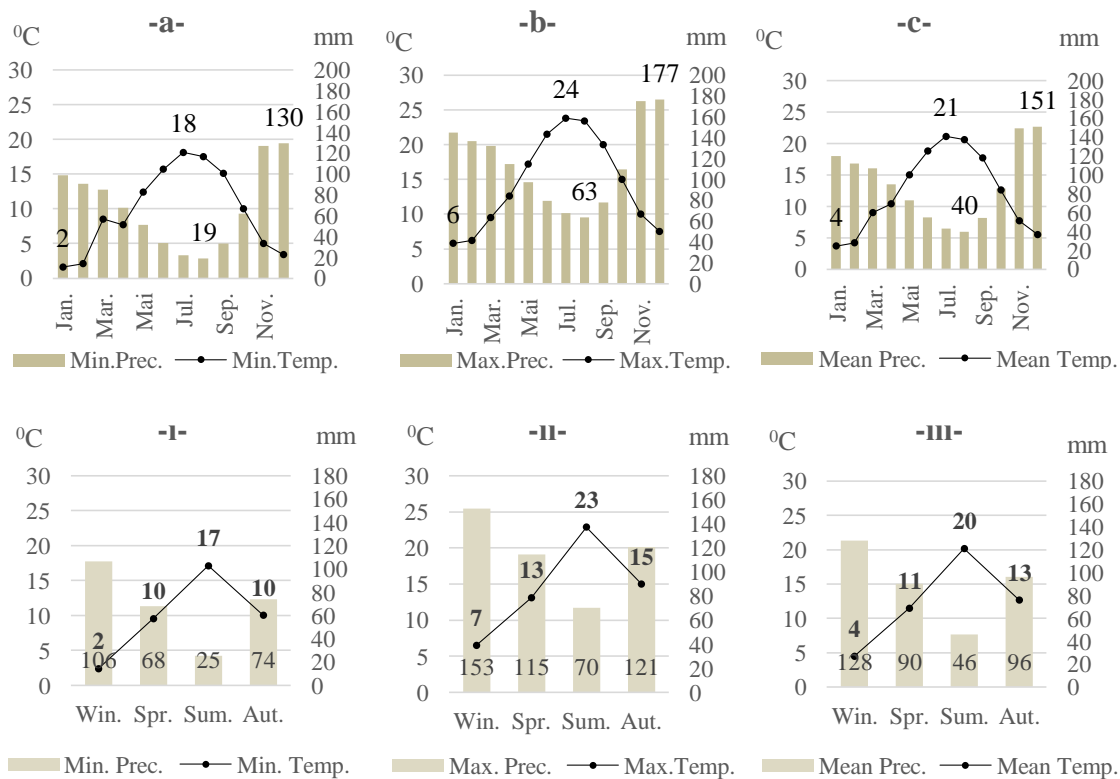 -a-
⁰C mm
30 200
25 180
20 160
15 140
10 120
5 100
0 80
60
40
20
0
2 18 19 130
Jan. Mar. Mai Jul. Sep. Nov.
Min.Prec. Min.Temp.
-b-
⁰C mm
30 200
25 180
20 160
15 140
10 120
5 100
0 80
60
40
20
0
6 24 63 177
Jan. Mar. Mai Jul. Sep. Nov.
Max.Prec. Max.Temp.
-c-
⁰C mm
30 200
25 180
20 160
15 140
10 120
5 100
0 80
60
40
20
0
4 21 40 151
Jan. Mar. Mai Jul. Sep. Nov.
Mean Prec. Mean Temp.
-I-
⁰C mm
30 180
25 160
20 140
15 120
10 100
5 80
0 60
40
20
0
2 10 17 10
106 68 25 74
Win. Spr. Sum. Aut.
Min. Prec. Min. Temp.
-II-
⁰C mm
30 180
25 160
20 140
15 120
10 100
5 80
0 60
40
20
0
7 13 23 15
153 115 70 121
Win. Spr. Sum. Aut.
Max. Prec. Max.Temp.
-III-
⁰C mm
30 180
25 160
20 140
15 120
10 100
5 80
0 60
40
20
0
4 11 20 13
128 90 46 96
Win. Spr. Sum. Aut.
Mean Prec. Mean Temp.